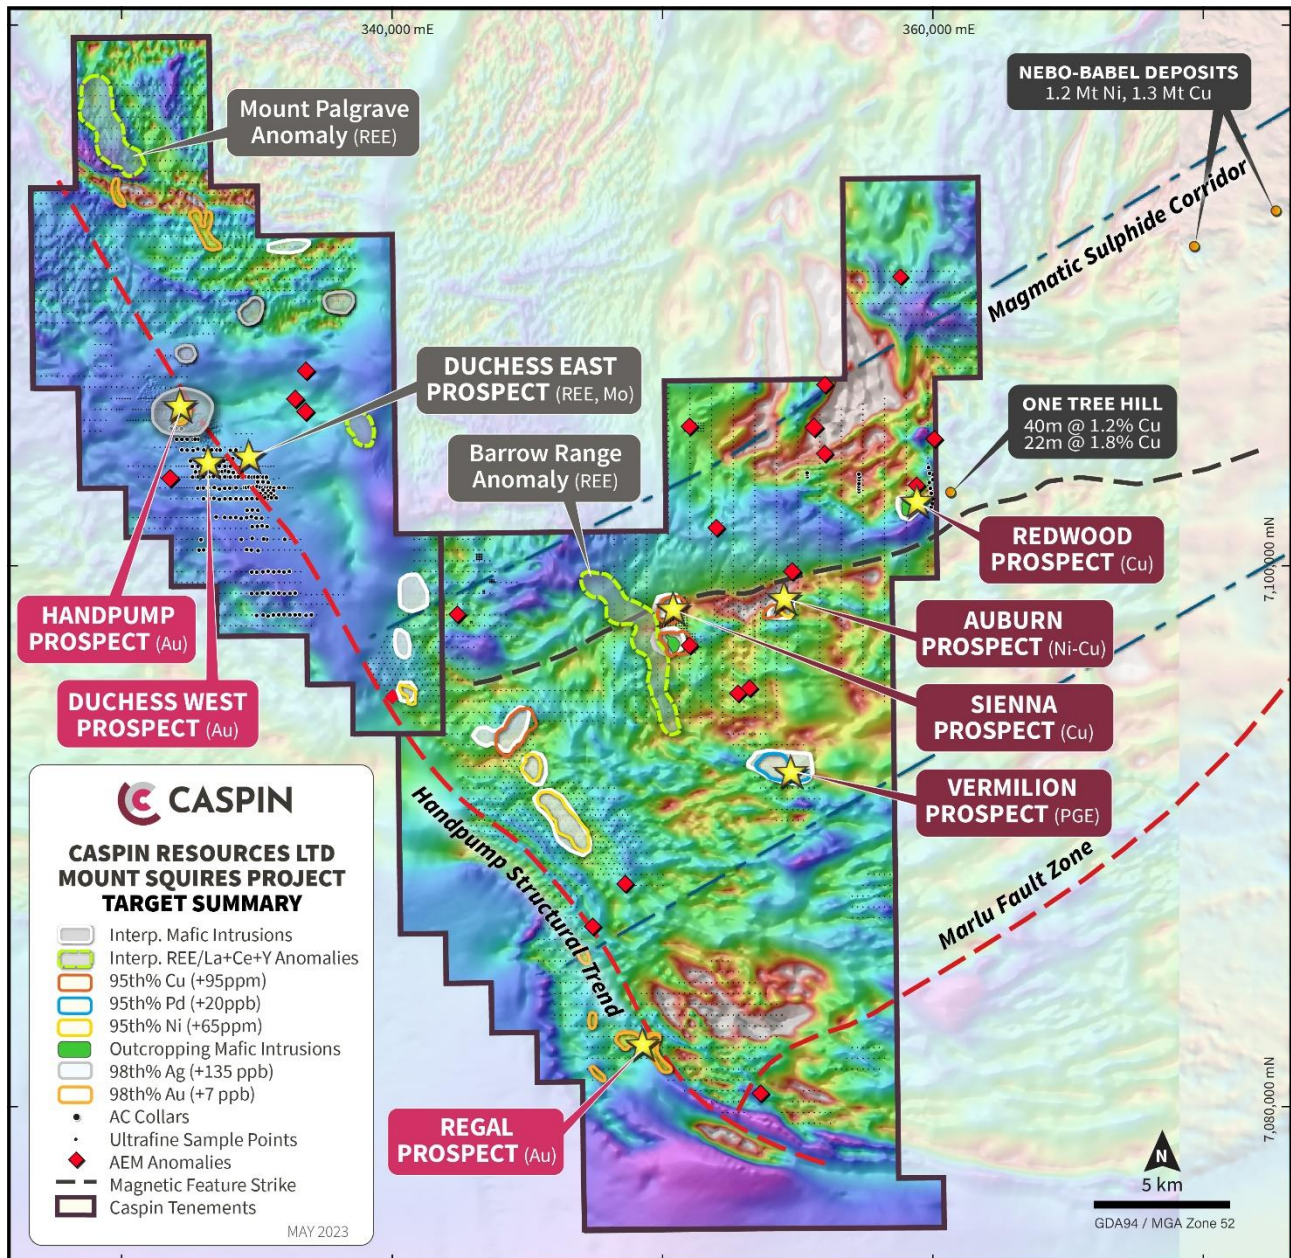 340,000 mE
360,000 mE
NEBO-BABEL DEPOSITS
1.2 Mt Ni, 1.3 Mt Cu
Mount Palgrave
Anomaly (REE)
Magmatic Sulphide Corridor
DUCHESS EAST
PROSPECT (REE, Mo)
ONE TREE HILL
40m @ 1.2% Cu
22m @ 1.8% Cu
Barrow Range
Anomaly (REE)
REDWOOD
PROSPECT (Cu)
7,100,000 mN
HANDPUMP
PROSPECT (Au)
AUBURN
PROSPECT (Ni-Cu)
DUCHESS WEST
PROSPECT (Au)
SIENNA
PROSPECT (Cu)
VERMILION
PROSPECT (PGE)
Handpump Structural Trend
Marlu Fault Zone
CASPIN
CASPIN RESOURCES LTD
MOUNT SQUIRES PROJECT
TARGET SUMMARY
Interp. Mafic Intrusions
Interp. REE/La+Ce+Y Anomalies
95th% Cu (+95ppm)
95th% Pd (+20ppb)
95th% Ni (+65ppm)
Outcropping Mafic Intrusions
98th% Ag (+135 ppb)
98th% Au (+7 ppb)
AC Collars
Ultrafine Sample Points
AEM Anomalies
Magnetic Feature Strike
Caspin Tenements
MAY 2023
REGAL
PROSPECT (Au)
7,080,000 mN
N
5 km
GDA94 / MGA Zone 52